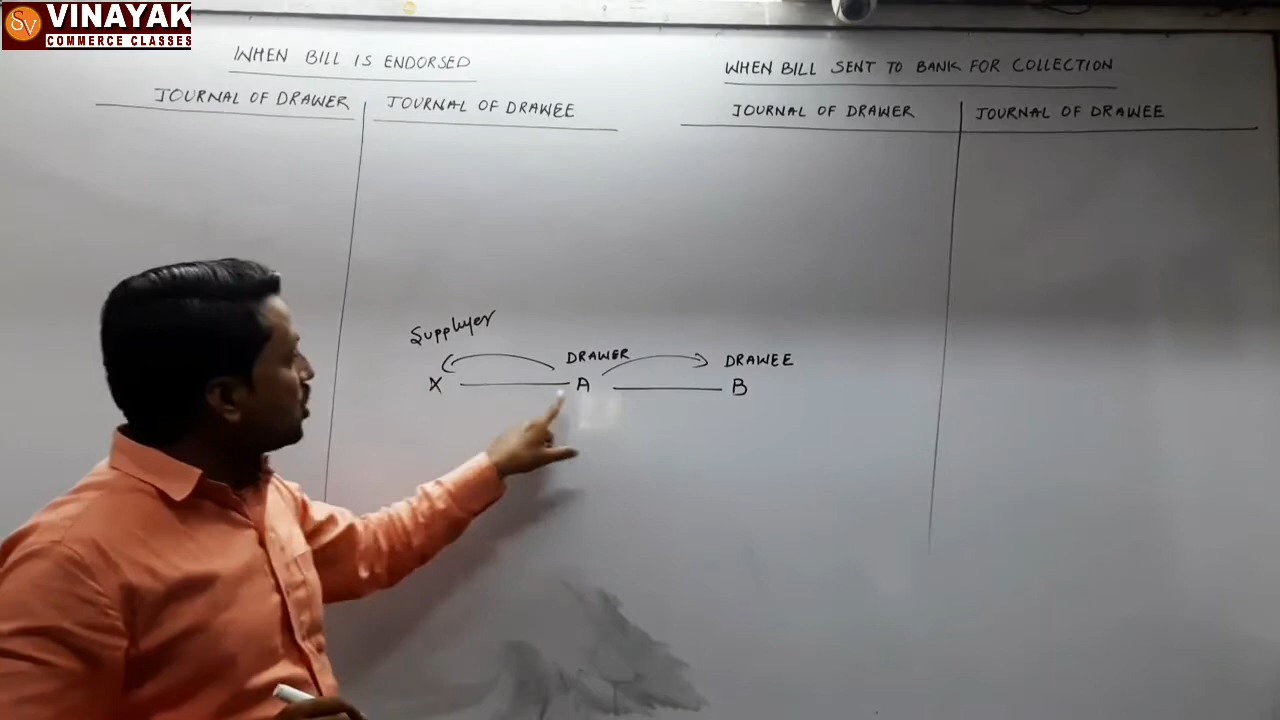 SV VINAYAK
COMMERCE CLASSES
WHEN BILL IS ENDORSED
JOURNAL OF DRAWER
JOURNAL OF DRAWEE
WHEN BILL SENT TO BANK FOR COLLECTION
JOURNAL OF DRAWER
JOURNAL OF DRAWEE
Supplyer
DRAWER
DRAWEE
X
A
B